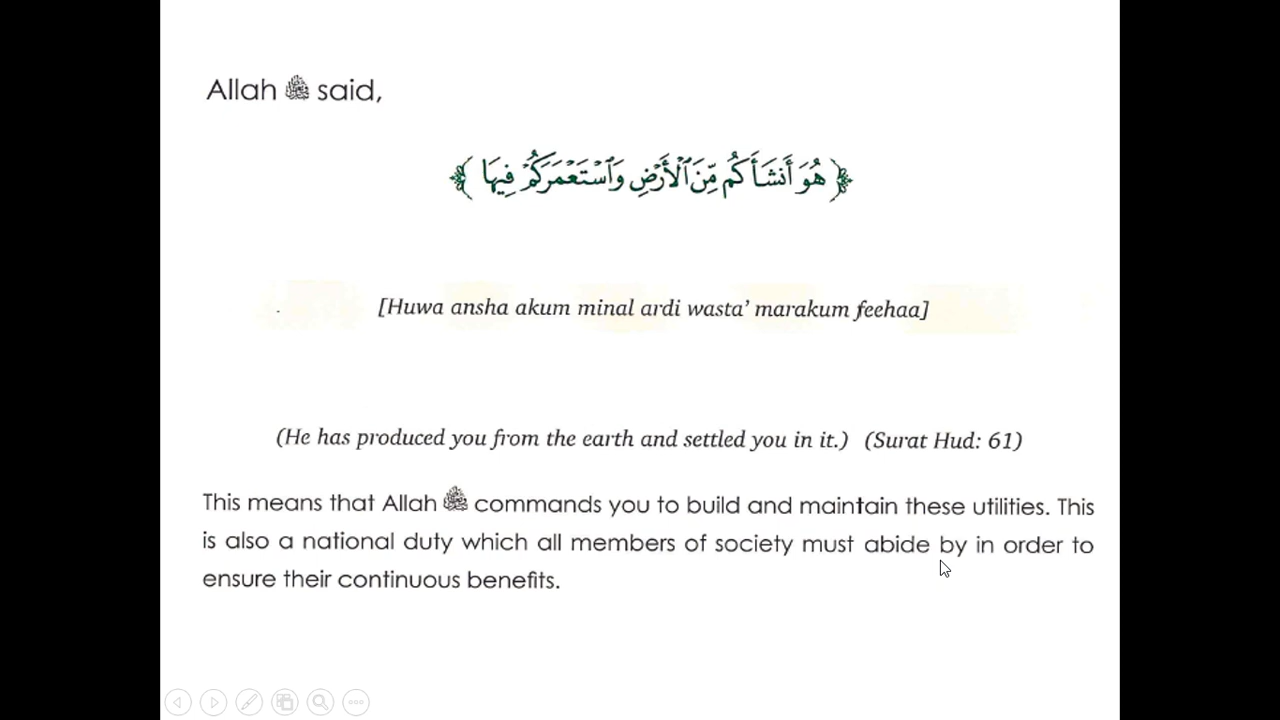 Allah ﷻ said,
﴿ هُوَ أَنشَأَكُم مِّنَ ٱلْأَرْضِ وَٱسْتَعْمَرَكُمْ فِيهَا ﴾
[Huwa ansha akum minal ardi wasta’ marakum feehaa]
(He has produced you from the earth and settled you in it.) (Surat Hud: 61)
This means that Allah ﷻ commands you to build and maintain these utilities. This
is also a national duty which all members of society must abide by in order to
ensure their continuous benefits.